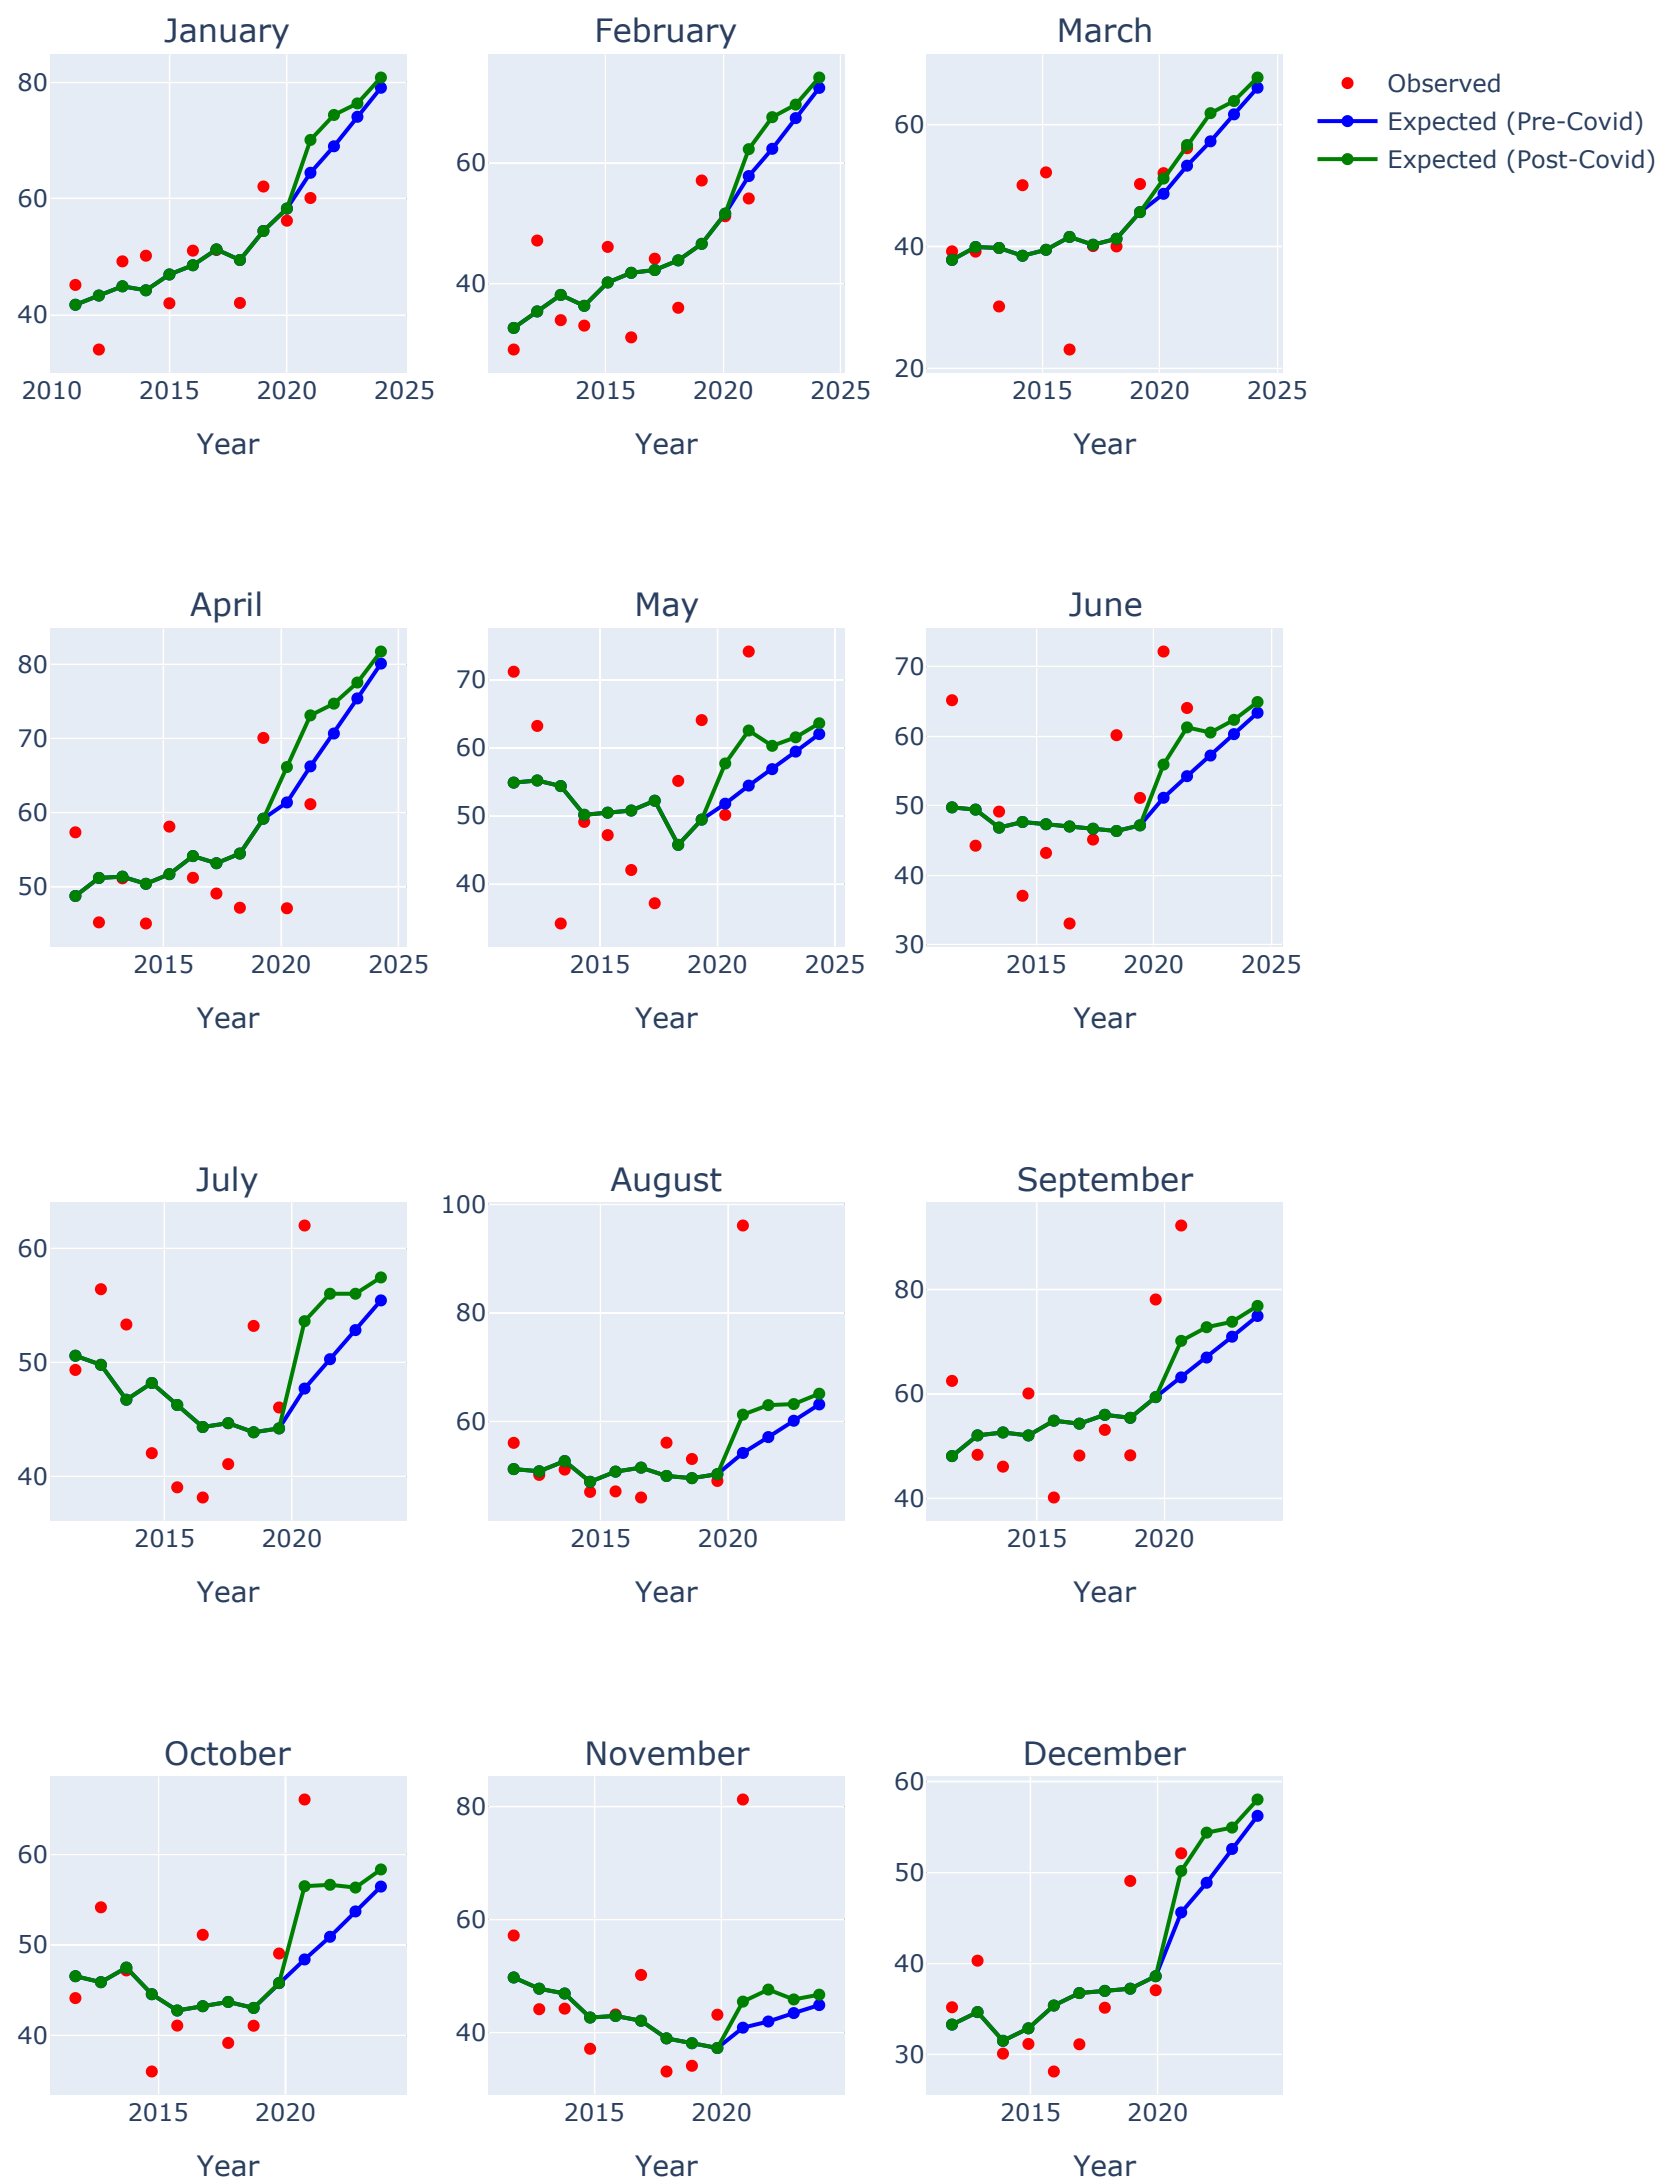 January
February
March
Observed
Expected (Pre-Covid)
Expected (Post-Covid)
80
60
40
2010 2015 2020 2025
Year
60
40
2015 2020 2025
Year
60
40
20
2015 2020 2025
Year
April
May
June
80
70
60
50
2015 2020 2025
Year
70
60
50
40
2015 2020 2025
Year
70
60
50
40
30
2015 2020 2025
Year
July
August
September
60
50
40
2015 2020
Year
100
80
60
2015 2020
Year
80
60
40
2015 2020
Year
October
November
December
60
50
40
2015 2020
Year
80
60
40
2015 2020
Year
60
50
40
30
2015 2020
Year